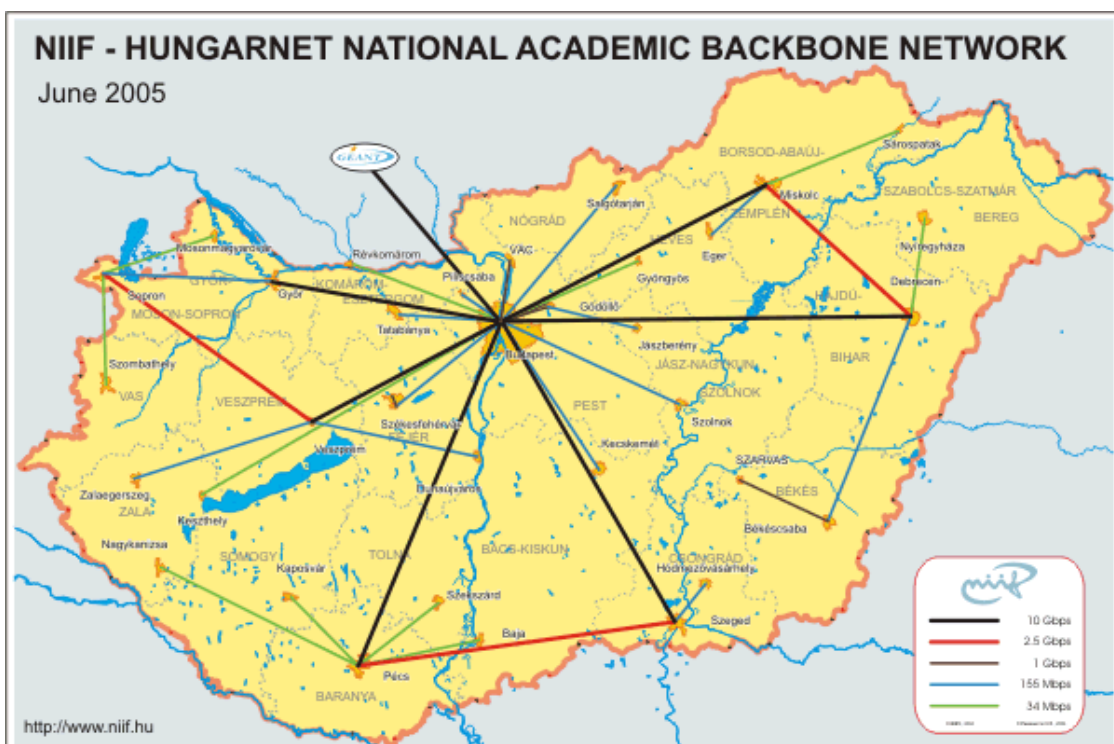 NIIF - HUNGARNET NATIONAL ACADEMIC BACKBONE NETWORK
June 2005
GÉANT
Sárospatak
BORSOD-ABAÚJ-
ZEMPLÉN
Miskolc
SZABOLCS-SZATMÁR
BEREG
Salgótarján
NÓGRÁD
HEVES
Eger
Nyíregyháza
Mosonmagyaróvár
Révkomárom
VÁC
Piliscsaba
Gyöngyös
Debrecen
GYŐR-
MOSON-SOPRON
Sopron
Győr
KOMÁROM-
ESZTERGOM
Tatabánya
Gödöllő
HAJDÚ-
BIHAR
Budapest
Jászberény
JÁSZ-NAGYKUN
SZOLNOK
Szombathely
VAS
VESZPRÉM
Székesfehérvár
FEJÉR
PEST
Szolnok
Veszprém
Kecskemét
SZARVAS
BÉKÉS
Zalaegerszeg
ZALA
Keszthely
Dunaújváros
Békéscsaba
Nagykanizsa
SOMOGY
Kaposvár
TOLNA
BÁCS-KISKUN
CSONGRÁD
Hódmezővásárhely
Szekszárd
Baja
Szeged
Pécs
BARANYA
niif
10 Gbps
2.5 Gbps
1 Gbps
155 Mbps
34 Mbps
http://www.niif.hu